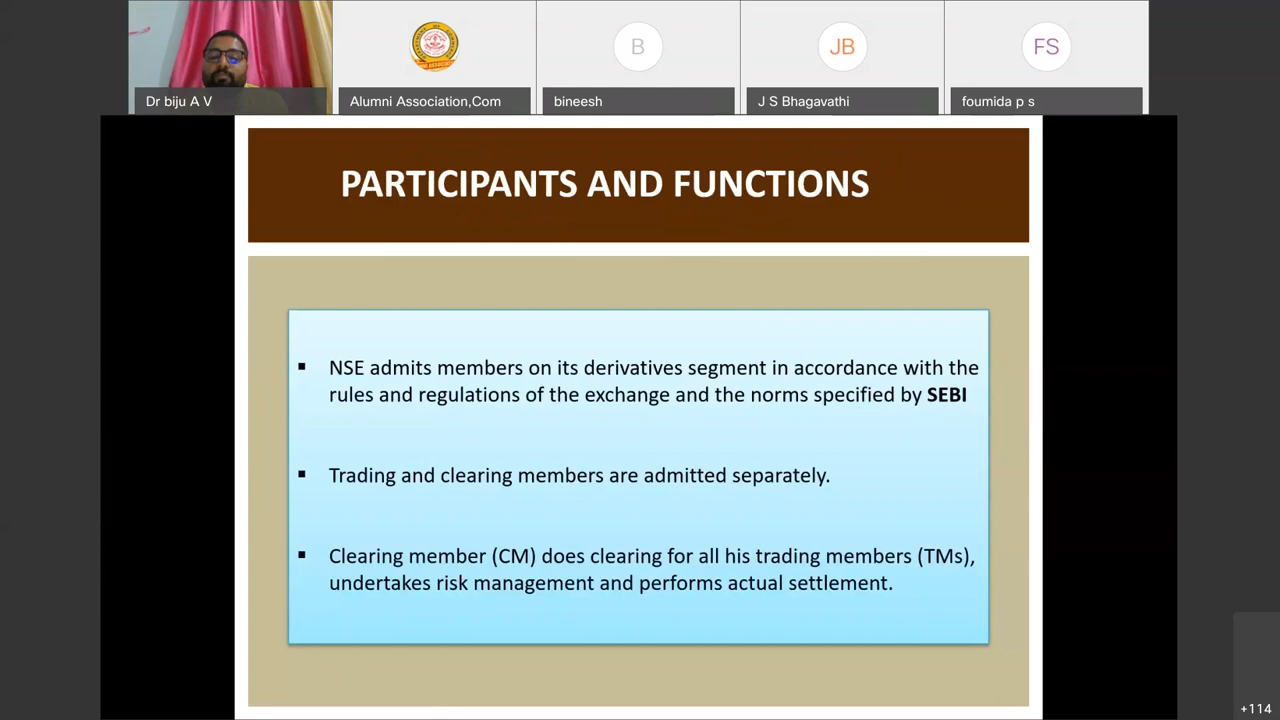 Dr biju A V
Alumni Association,Com
B
bineesh
JB
J S Bhagavathi
FS
foumida p s
PARTICIPANTS AND FUNCTIONS
▪ NSE admits members on its derivatives segment in accordance with the
rules and regulations of the exchange and the norms specified by SEBI
▪ Trading and clearing members are admitted separately.
▪ Clearing member (CM) does clearing for all his trading members (TMs),
undertakes risk management and performs actual settlement.
+114